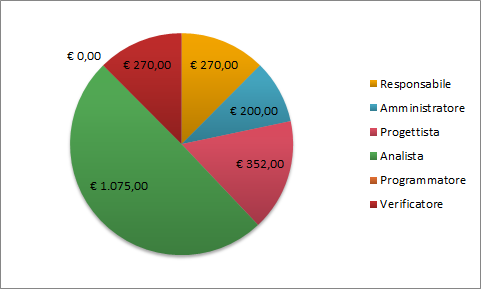 € 0,00
€ 270,00
€ 270,00
€ 200,00
€ 352,00
€ 1.075,00
Responsabile
Amministratore
Progettista
Analista
Programmatore
Verificatore